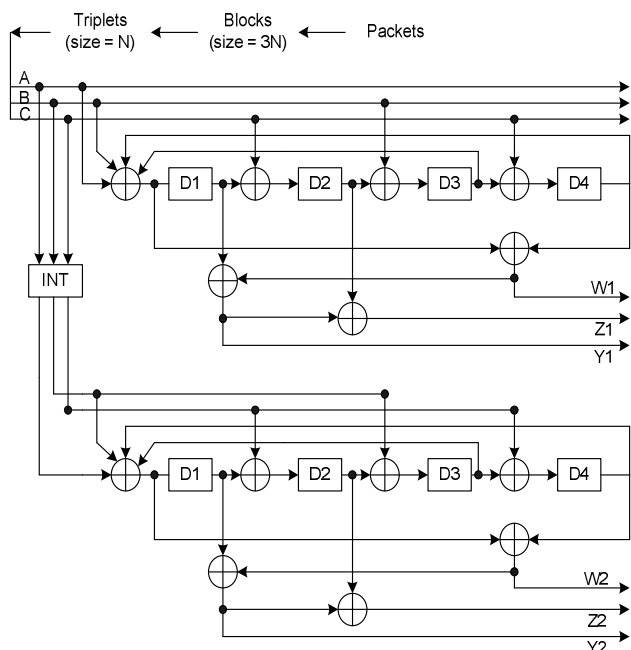 Triplets
(size = N)
Blocks
(size = 3N)
Packets
A
B
C
D1
D2
D3
D4
INT
W1
Z1
Y1
D1
D2
D3
D4
W2
Z2
Y2